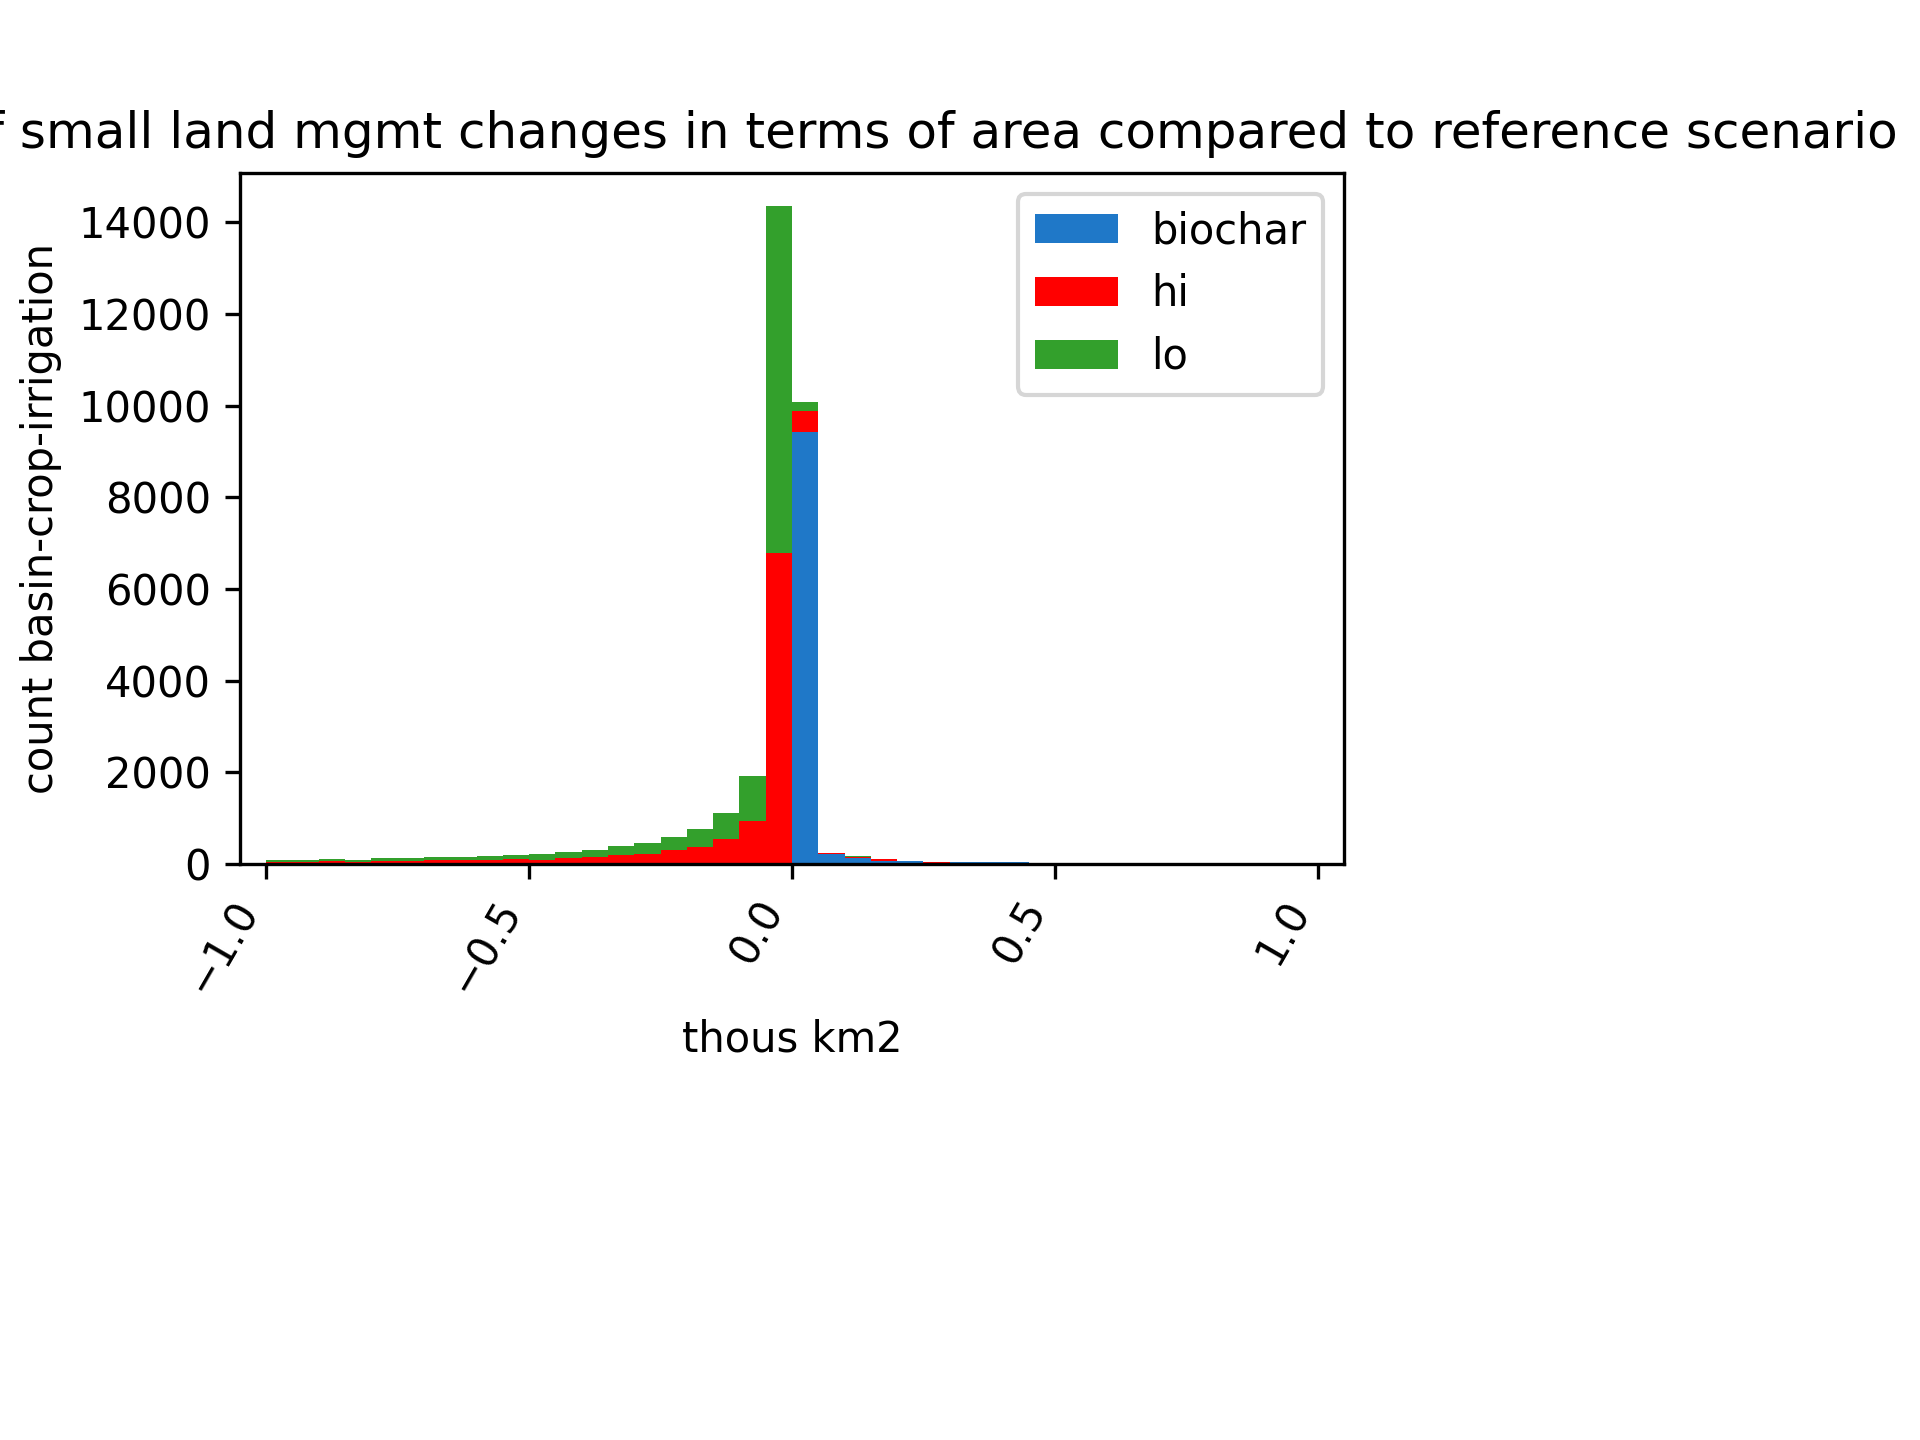 small land mgmt changes in terms of area compared to reference scenario
biochar
hi
lo
count basin-crop-irrigation
14000
12000
10000
8000
6000
4000
2000
0
−1.0
−0.5
0.0
0.5
1.0
thous km2